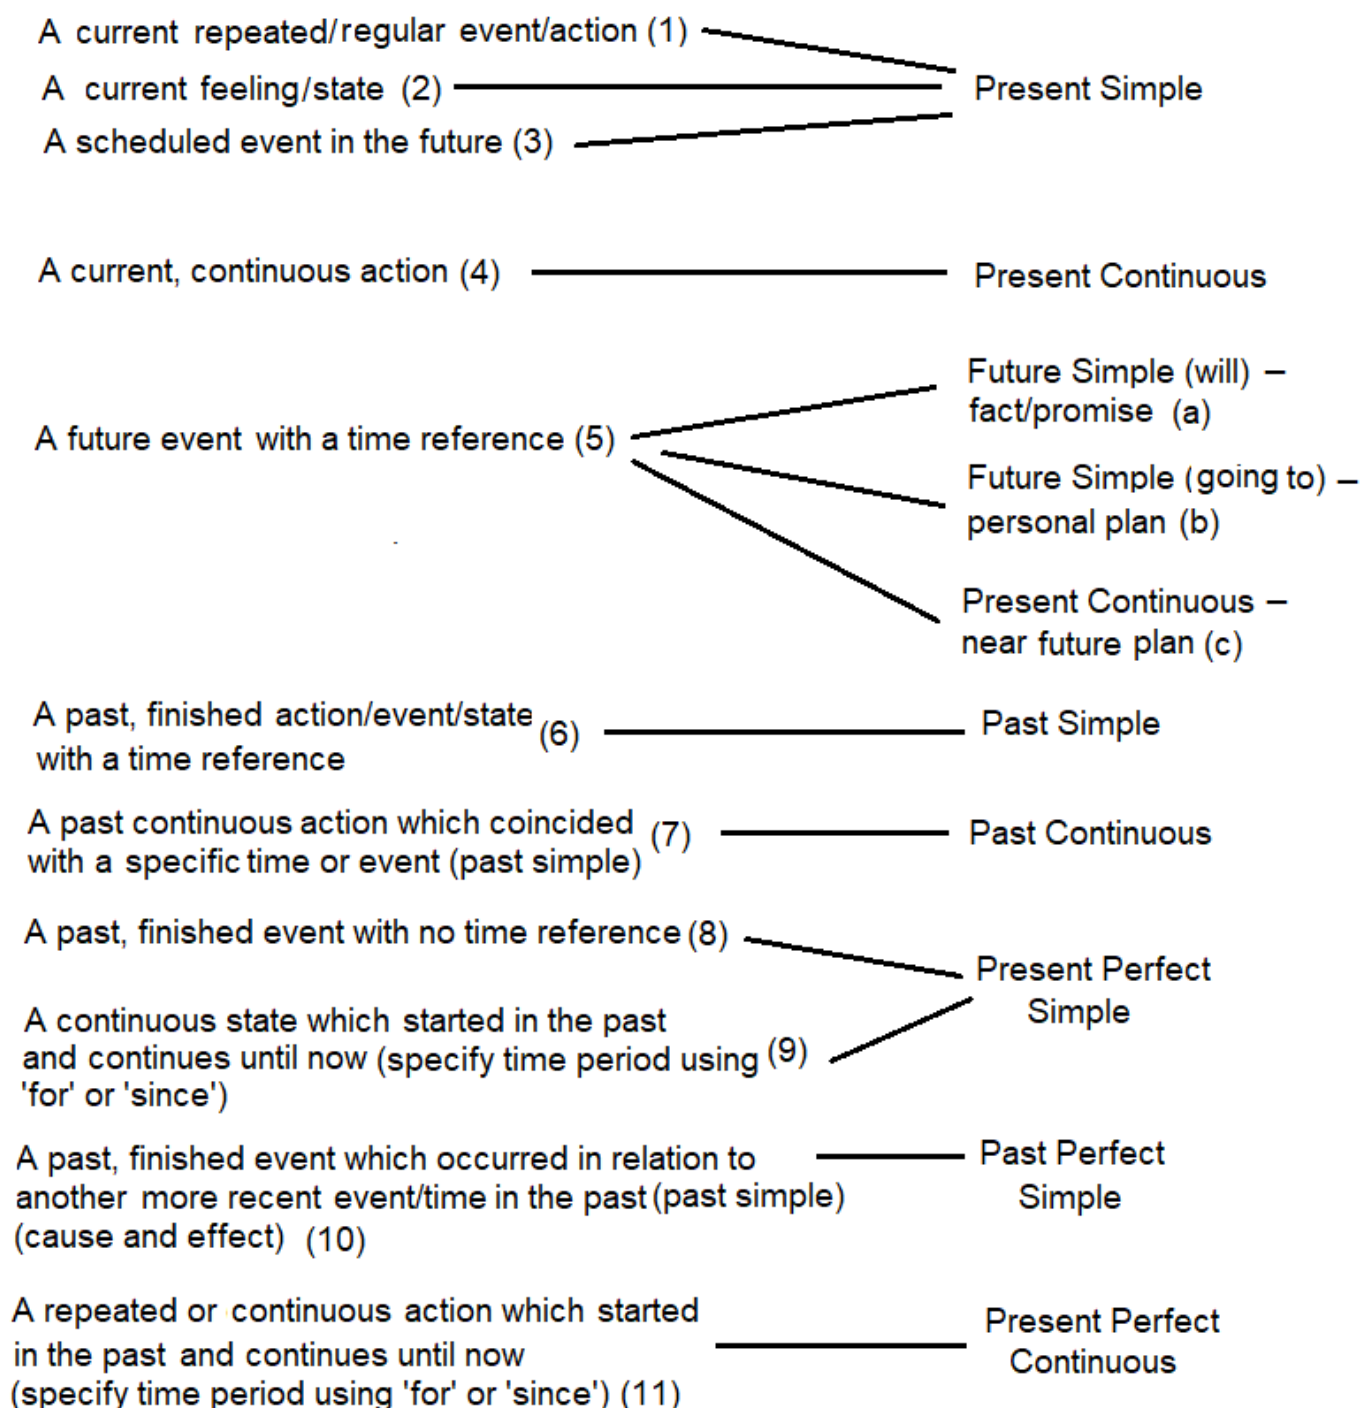 A current repeated/regular event/action (1)
A current feeling/state (2)
Present Simple
A scheduled event in the future (3)
A current, continuous action (4)
Present Continuous
Future Simple (will) –
fact/promise (a)
A future event with a time reference (5)
Future Simple (going to) –
personal plan (b)
Present Continuous –
near future plan (c)
A past, finished action/event/state
with a time reference
(6)
Past Simple
A past continuous action which coincided
with a specific time or event (past simple)
(7)
Past Continuous
A past, finished event with no time reference (8)
Present Perfect
Simple
A continuous state which started in the past
and continues until now (specify time period using (9)
'for' or 'since')
A past, finished event which occurred in relation to
another more recent event/time in the past (past simple)
(cause and effect) (10)
Past Perfect
Simple
A repeated or continuous action which started
in the past and continues until now
(specify time period using 'for' or 'since') (11)
Present Perfect
Continuous